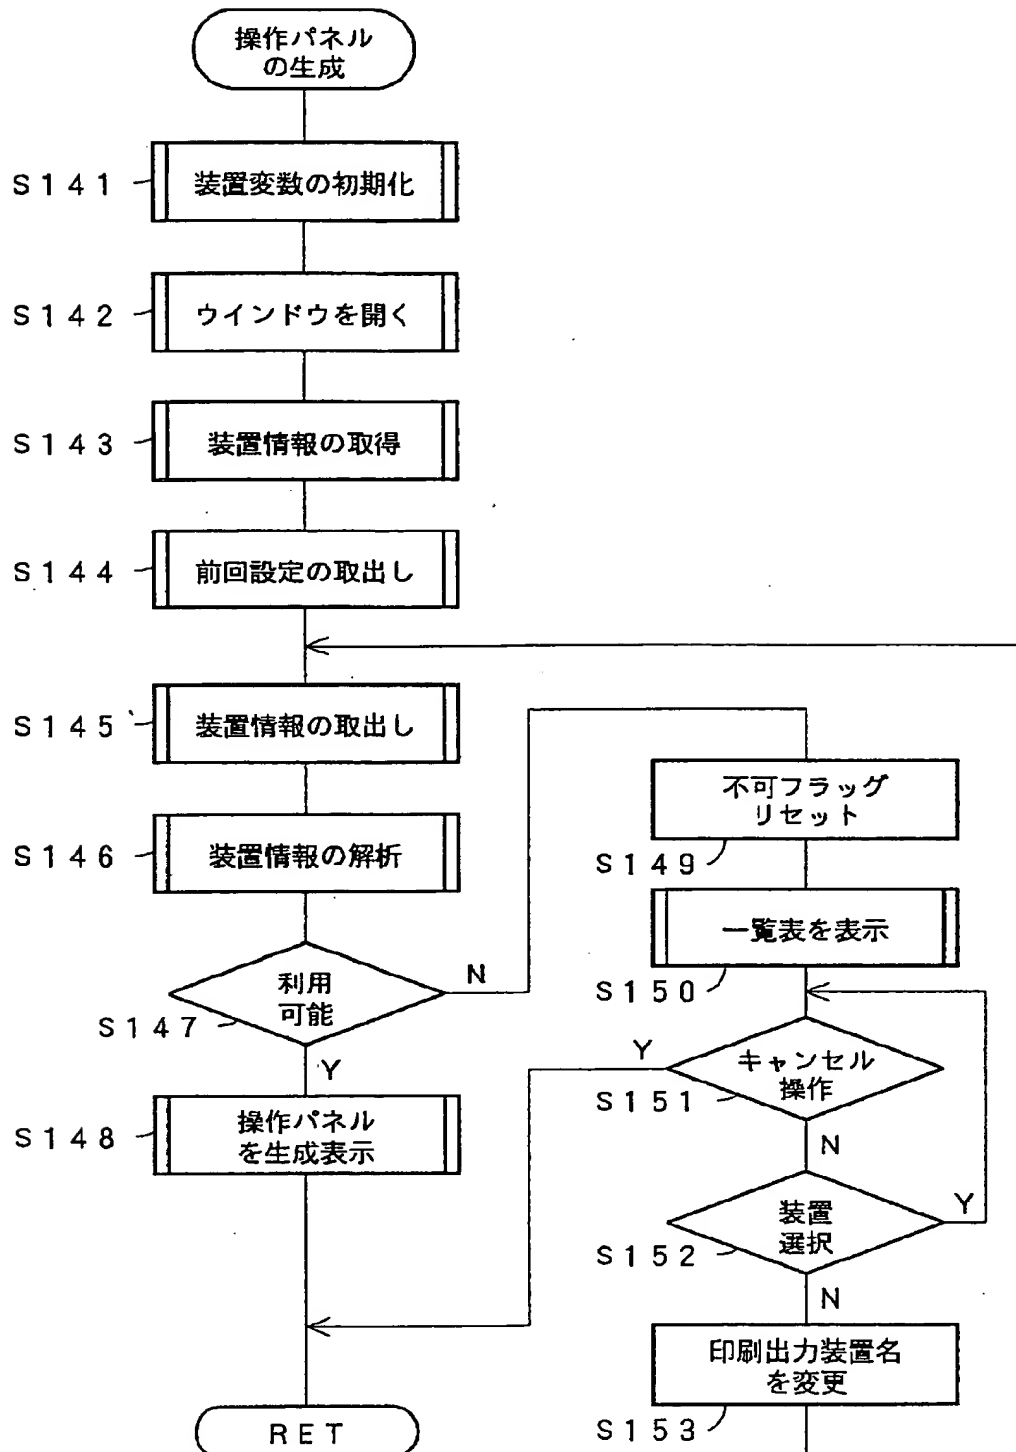 操作パネル
の生成
S141
装置変数の初期化
S142
ウインドウを開く
S143
装置情報の取得
S144
前回設定の取出し
S145
装置情報の取出し
S146
装置情報の解析
利用
可能
S147
N
Y
S148
操作パネル
を生成表示
RET
不可フラッグ
リセット
S149
一覧表を表示
S150
キャンセル
操作
S151
Y
N
装置
選択
S152
Y
N
印刷出力装置名
を変更
S153